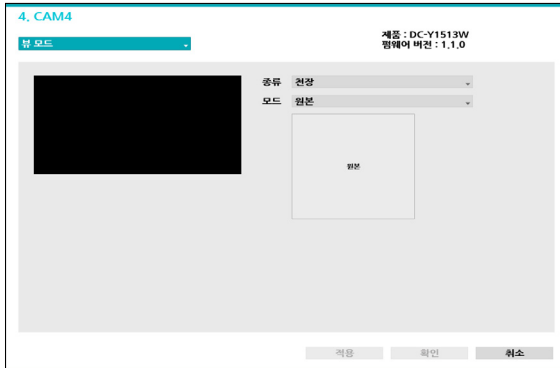 4. CAM4
뷰 모드
제품 : DC-Y1513W
펌웨어 버전 : 1.1.0
종류 천장
모드 원본
원본
적용 확인 취소